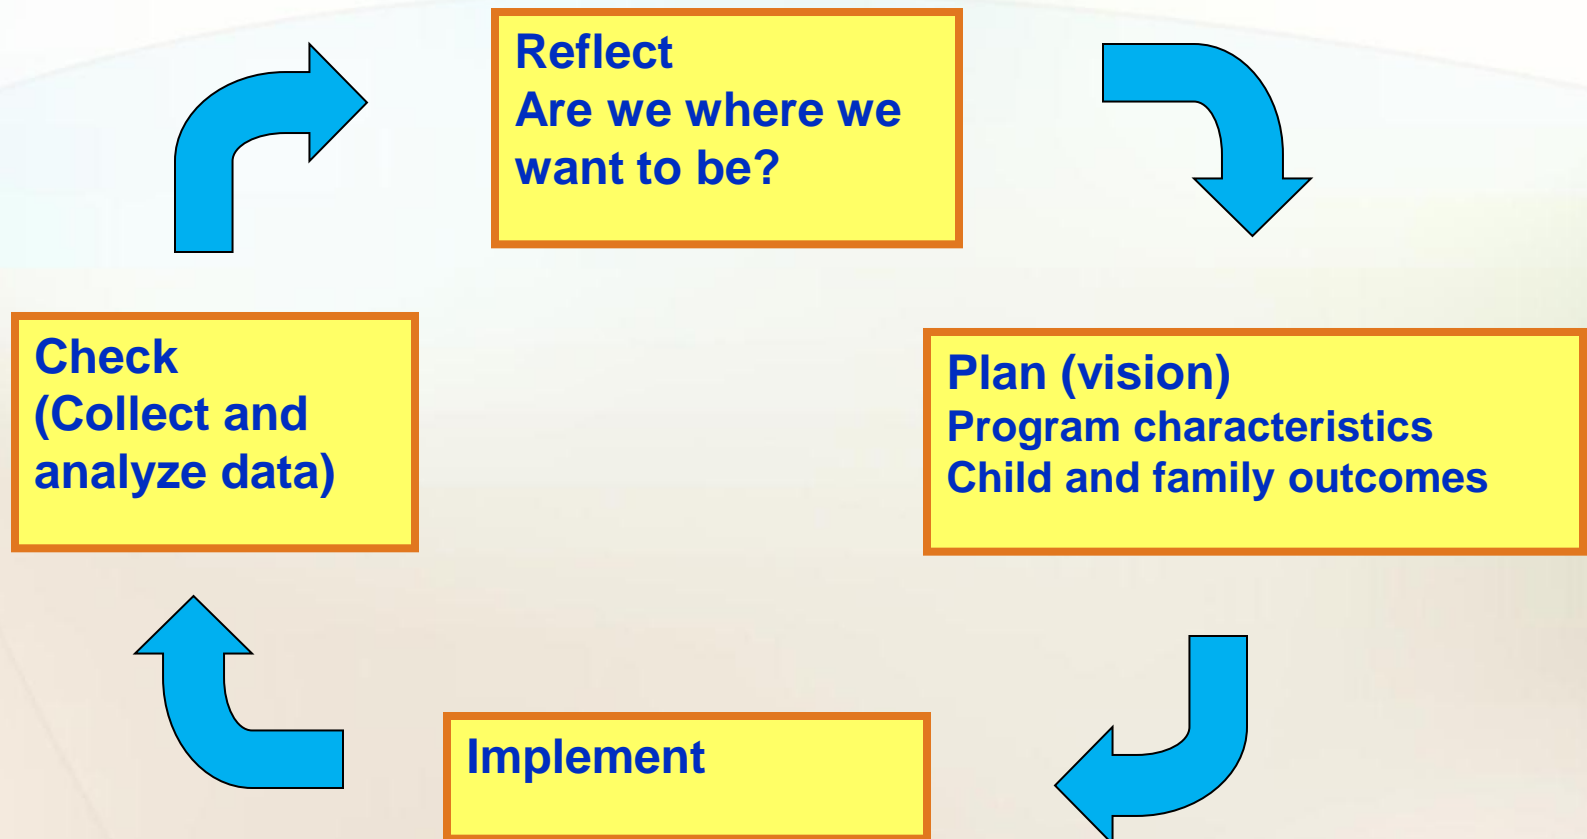 Reflect
Are we where we
want to be?
Check
(Collect and
analyze data)
Plan (vision)
Program characteristics
Child and family outcomes
Implement